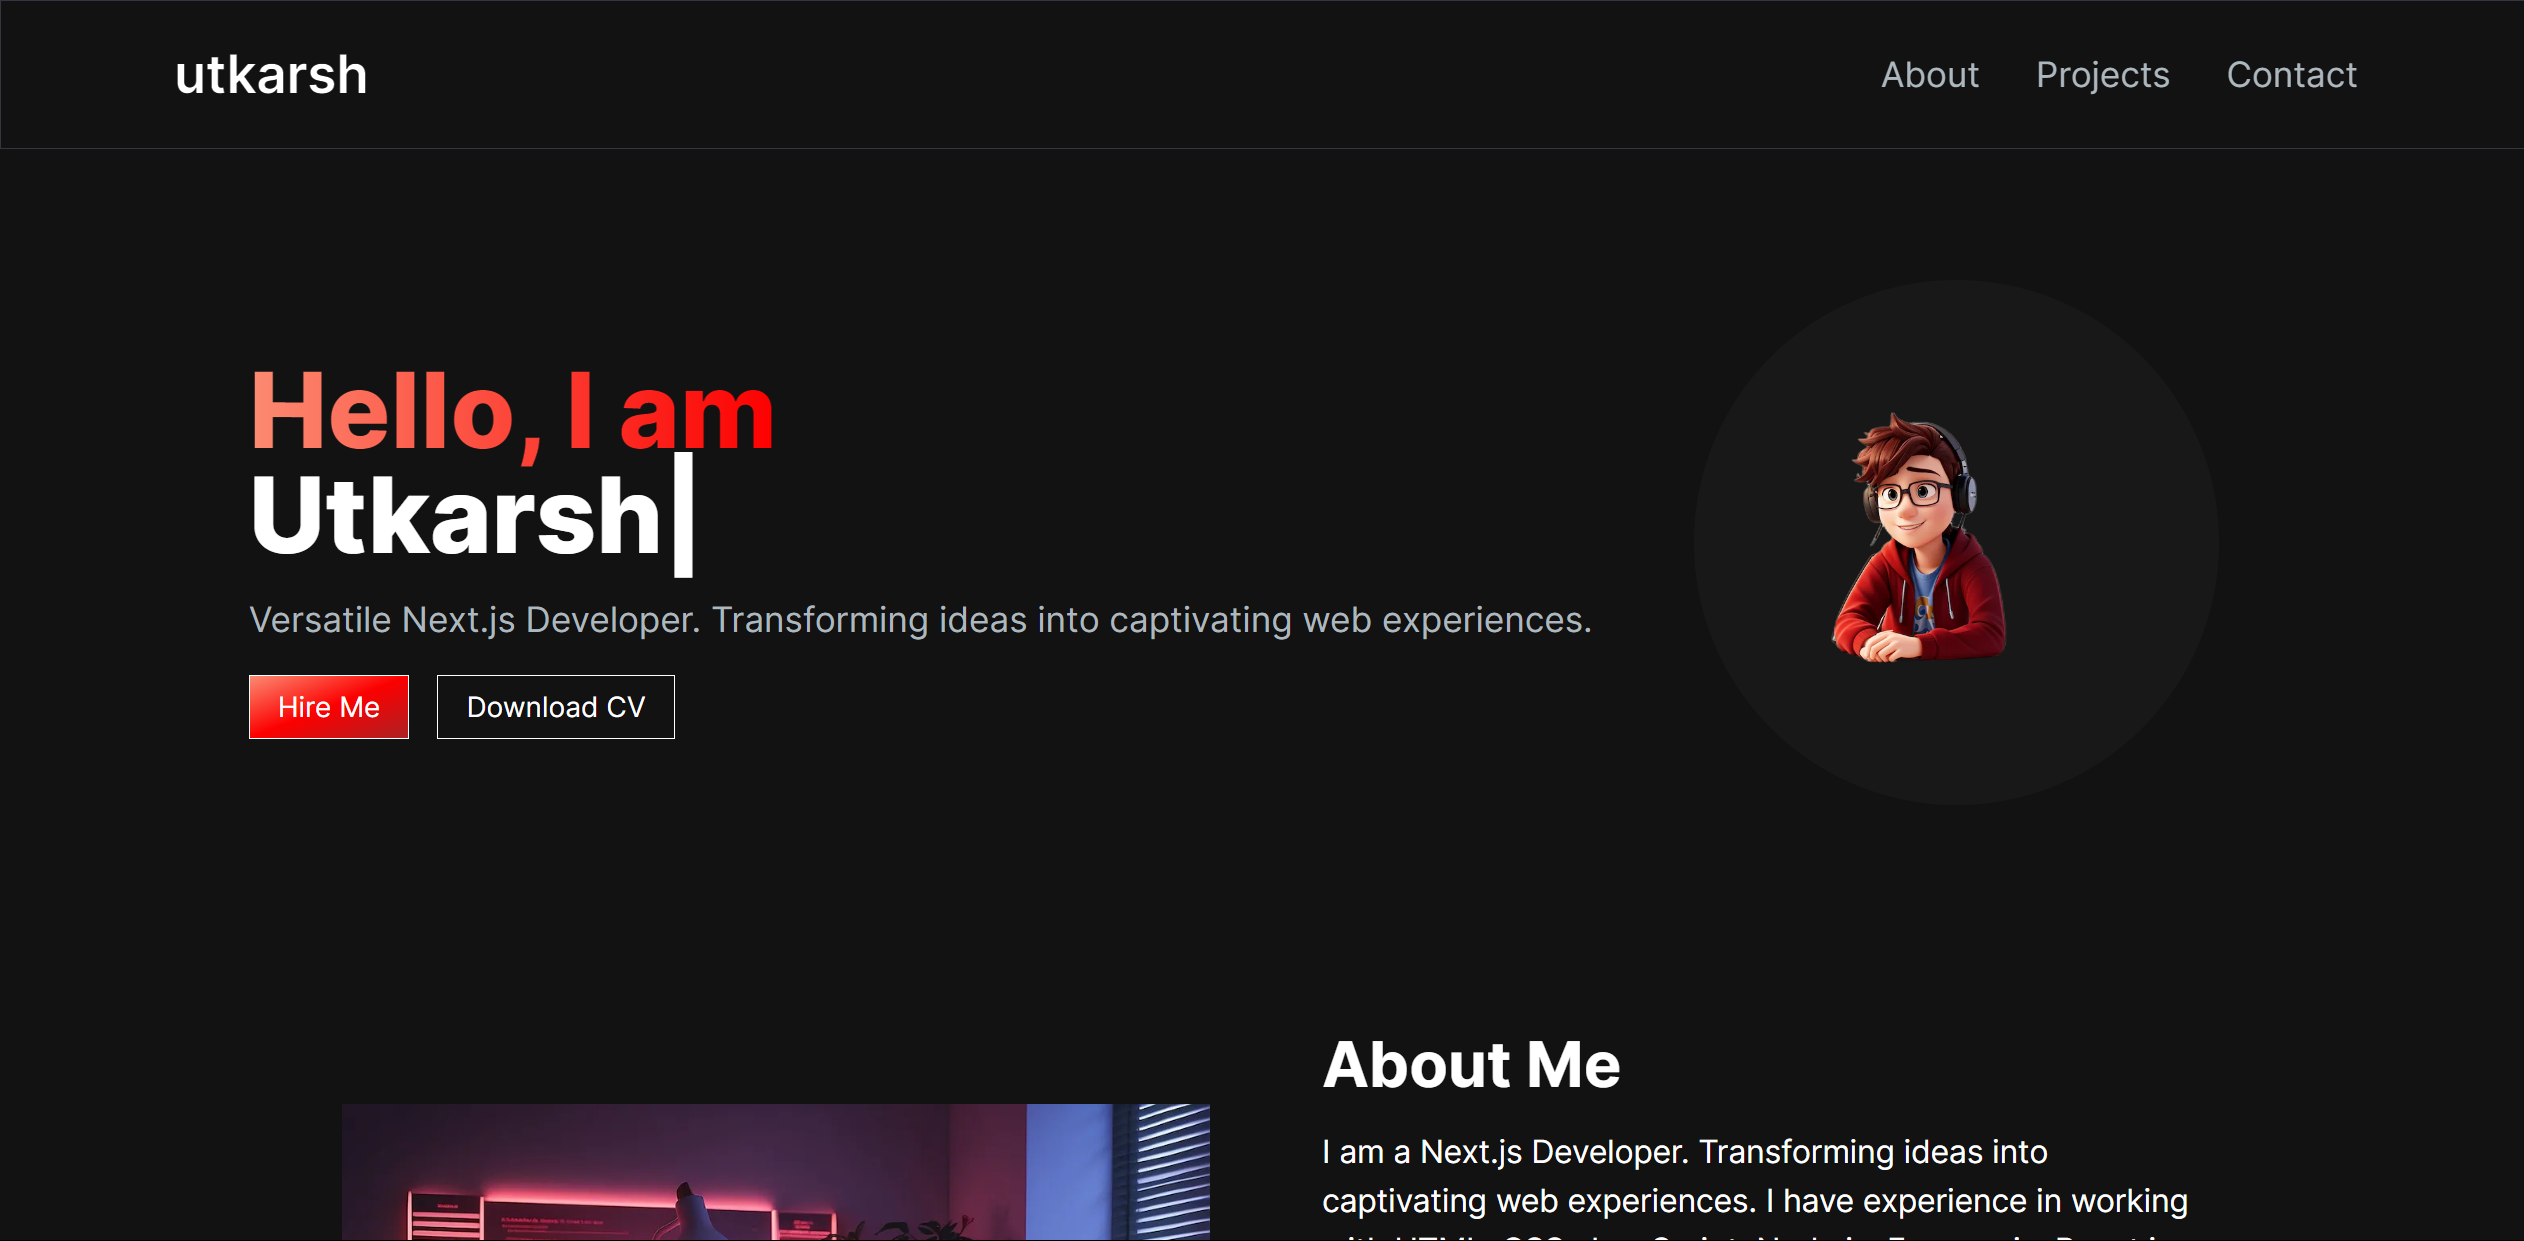 utkarsh
About Projects Contact
Hello, I am
Utkarsh
Versatile Next.js Developer. Transforming ideas into captivating web experiences.
Hire Me
Download CV
About Me
I am a Next.js Developer. Transforming ideas into
captivating web experiences. I have experience in working